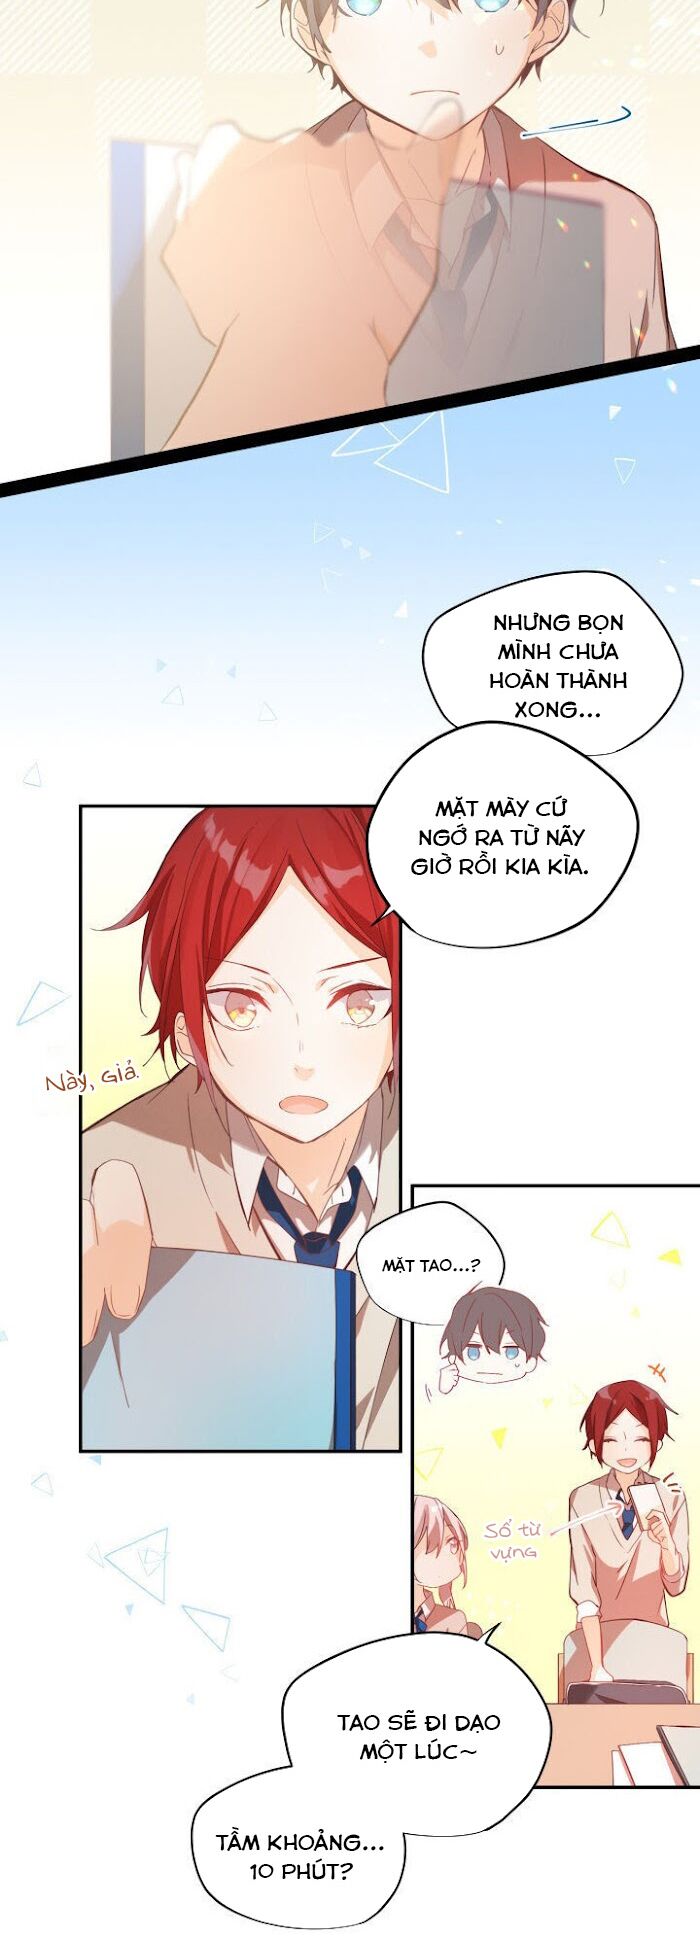 NHƯNG BỌN
MÌNH CHƯA
HOÀN THÀNH
XONG...
MẶT MÀY CỨ
NGỚ RA TỪ NÃY
GIỜ RỒI KIA KÌA.
Này, Giả.
MẶT TAO...?
Sổ từ
vựng
TAO SẼ ĐI DẠO
MỘT LÚC~
TẦM KHOẢNG...
10 PHÚT?